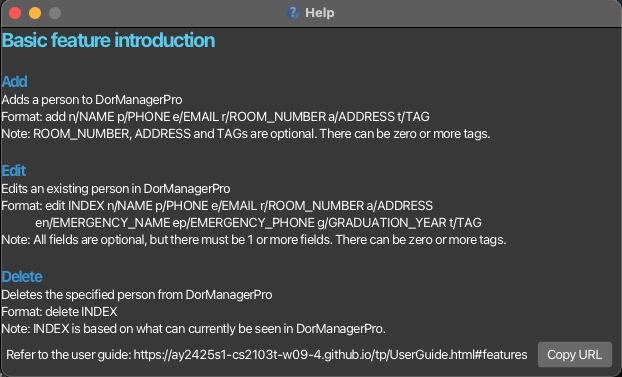 Help
Basic feature introduction
Add
Adds a person to DorManagerPro
Format: add n/NAME p/PHONE e/EMAIL r/ROOM_NUMBER a/ADDRESS t/TAG
Note: ROOM_NUMBER, ADDRESS and TAGs are optional. There can be zero or more tags.
Edit
Edits an existing person in DorManagerPro
Format: edit INDEX n/NAME p/PHONE e/EMAIL r/ROOM_NUMBER a/ADDRESS
en/EMERGENCY_NAME ep/EMERGENCY_PHONE g/GRADUATION_YEAR t/TAG
Note: All fields are optional, but there must be 1 or more fields. There can be zero or more tags.
Delete
Deletes the specified person from DorManagerPro
Format: delete INDEX
Note: INDEX is based on what can currently be seen in DorManagerPro.
Refer to the user guide: https://ay2425s1-cs2103t-w09-4.github.io/tp/UserGuide.html#features Copy URL